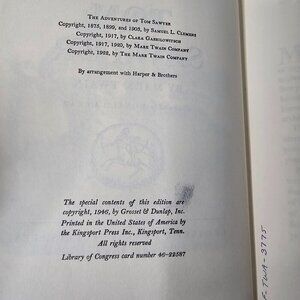 THE ADVENTURES OF TOM SAWYER
Copyright, 1875, 1899, and 1903, by SAMUEL L. CLEMENS
Copyright, 1917, by CLARA GABRILOWITSCH
Copyright, 1917, 1920, by MARK TWAIN COMPANY
Copyright, 1922, by THE MARK TWAIN COMPANY
By arrangement with Harper & Brothers
The special contents of this edition are
copyright, 1946, by Grosset & Dunlap, Inc.
Printed in the United States of America by
the Kingsport Press Inc., Kingsport, Tenn.
All rights reserved
Library of Congress card number 46-22587
TWA-3775